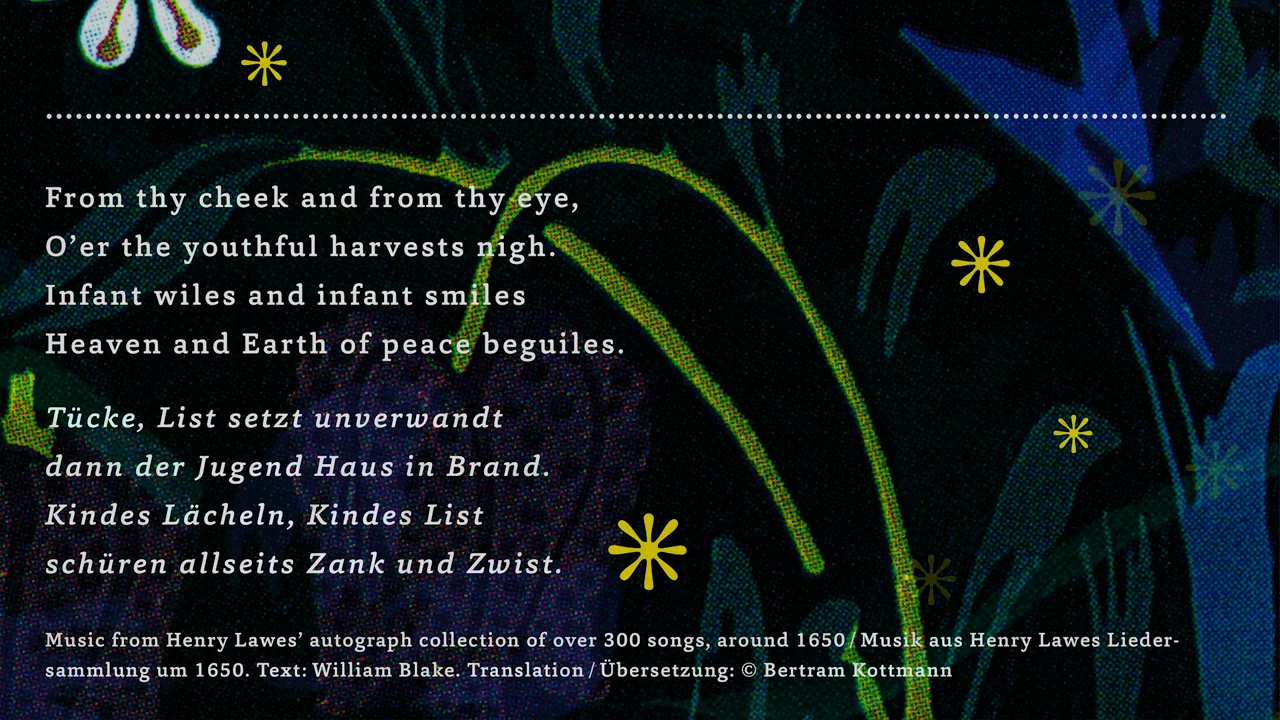 From thy cheek and from thy eye,
O’er the youthful harvests nigh.
Infant wiles and infant smiles
Heaven and Earth of peace beguiles.
Tücke, List setzt unverwandt
dann der Jugend Haus in Brand.
Kindes Lächeln, Kindes List
schüren allseits Zank und Zwist.
Music from Henry Lawes’ autograph collection of over 300 songs, around 1650 / Musik aus Henry Lawes Lieder-
sammlung um 1650. Text: William Blake. Translation / Übersetzung: © Bertram Kottmann